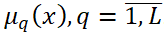 μ_q(x), q = \overline{1, L}